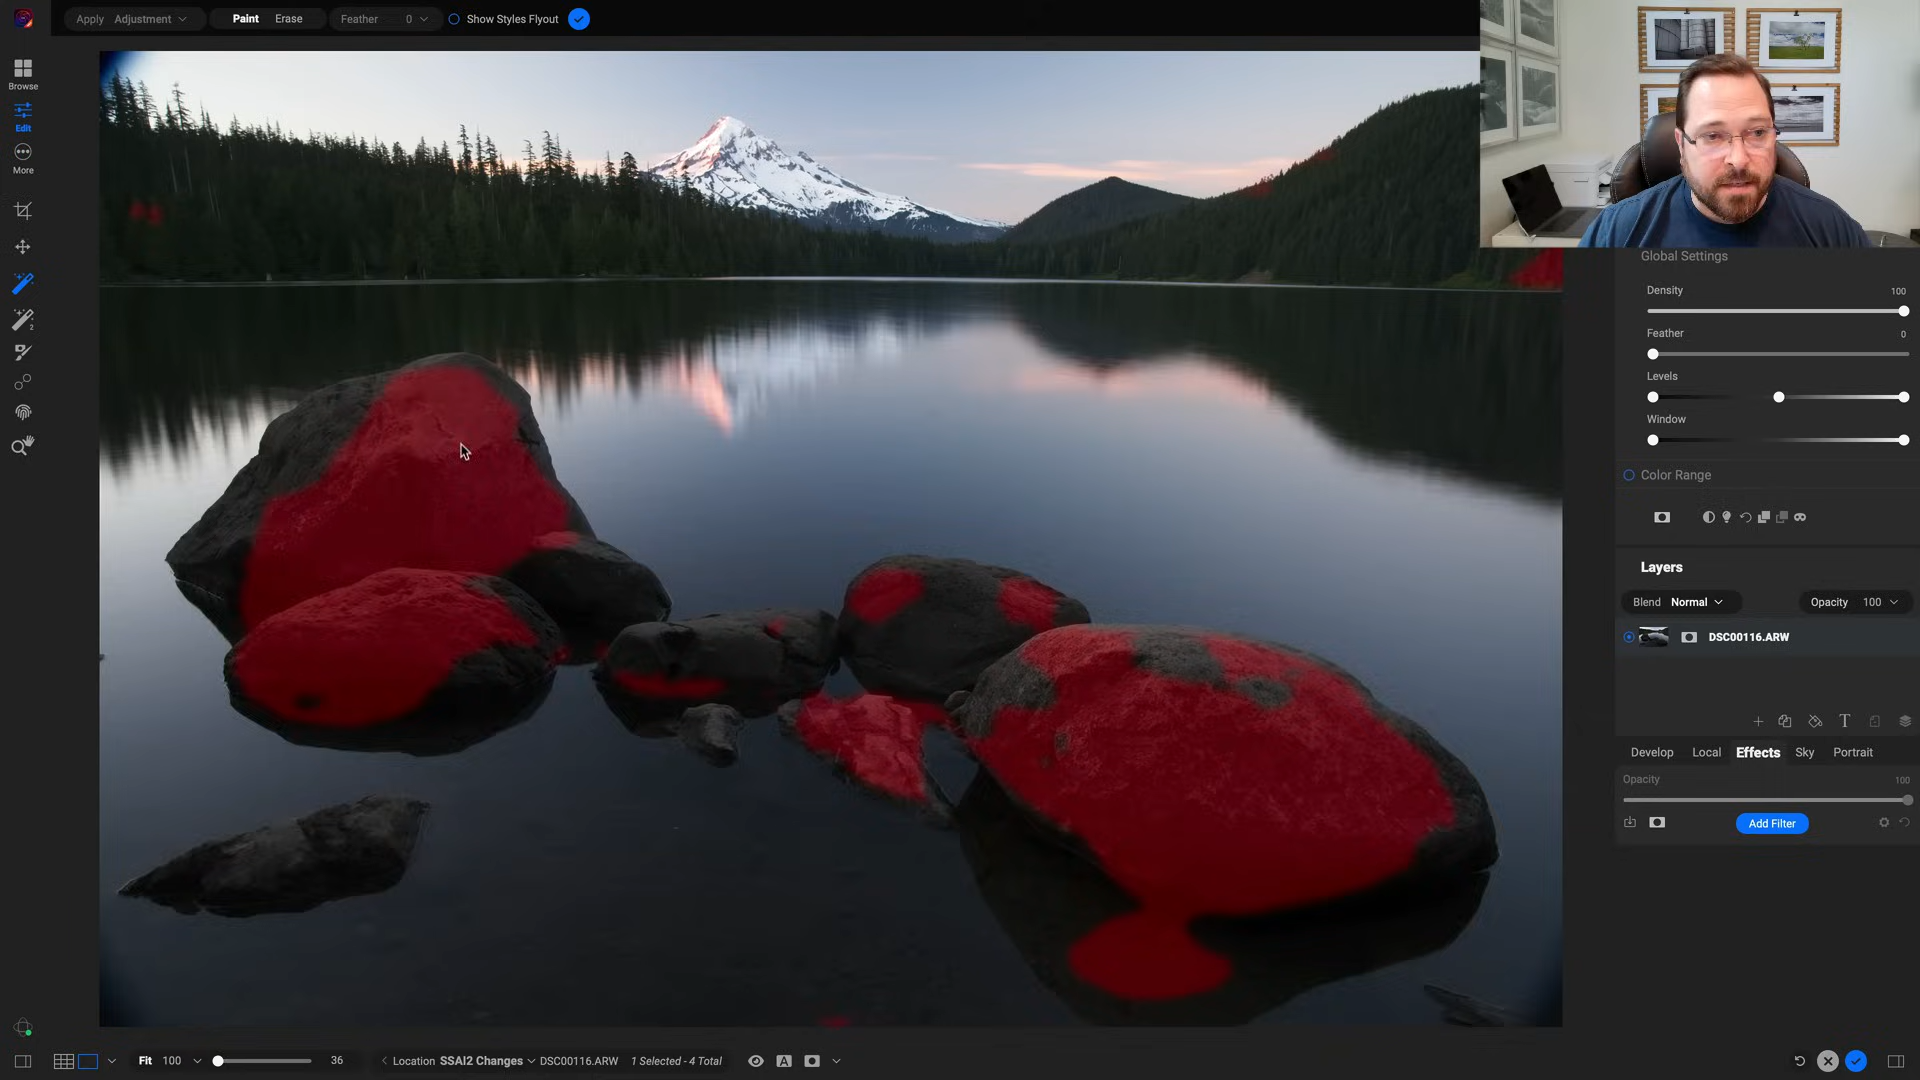 Apply Adjustment Paint Erase Feather 0 Show Styles Flyout
Browse
Edit
More
2
Global Settings
Density 100
Feather 0
Levels
Window
Color Range
Layers
Blend Normal Opacity 100
DSC00116.ARW
T
Develop Local Effects Sky Portrait
Opacity 100
Add Filter
Fit 100 36 Location SSAI2 Changes DSC00116.ARW 1 Selected - 4 Total A